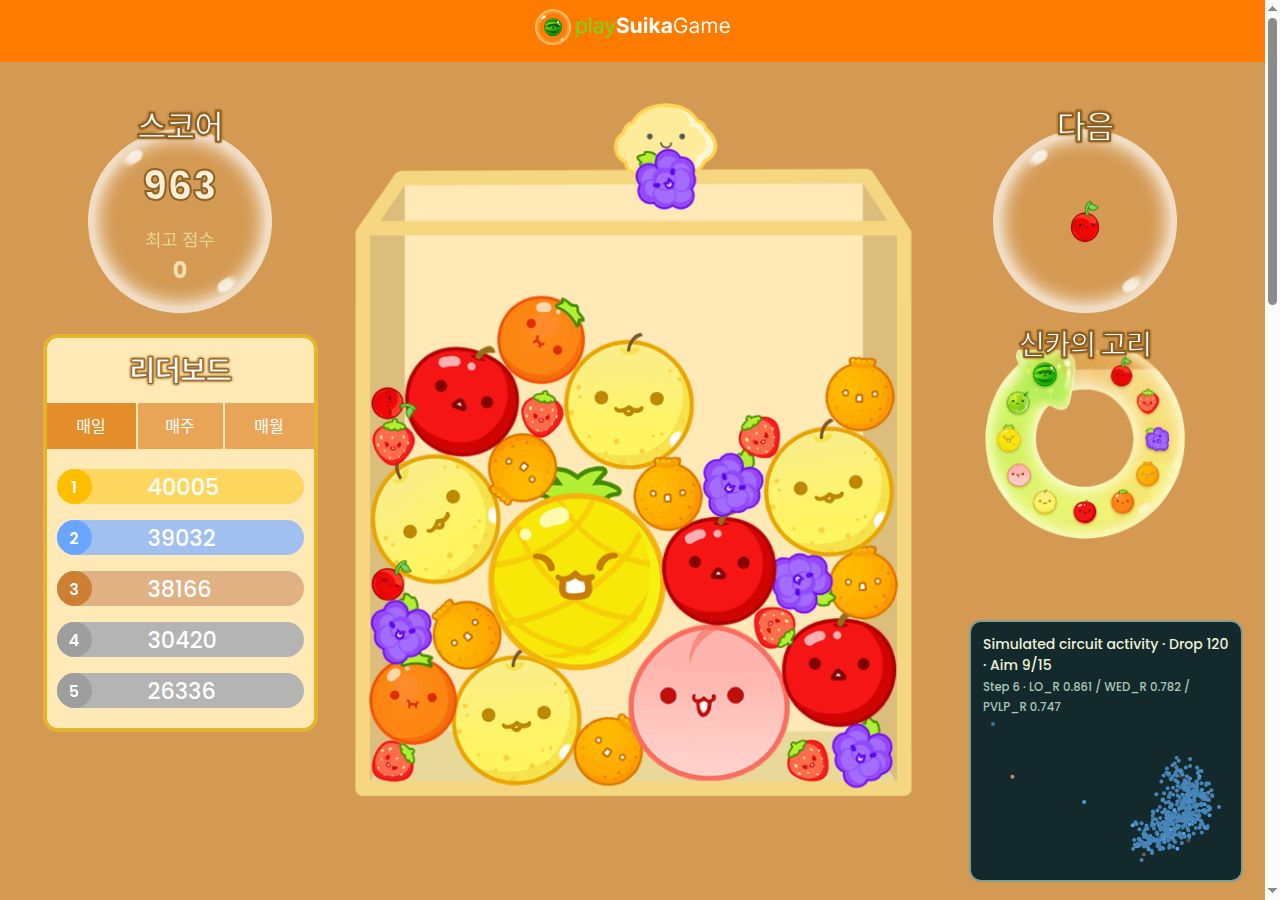 playSuikaGame
스코어
963
최고 점수
0
다음
신카의 고리
리더보드
매일 매주 매월
1 40005
2 39032
3 38166
4 30420
5 26336
Simulated circuit activity · Drop 120
· Aim 9/15
Step 6 · LO_R 0.861 / WED_R 0.782 /
PVLP_R 0.747